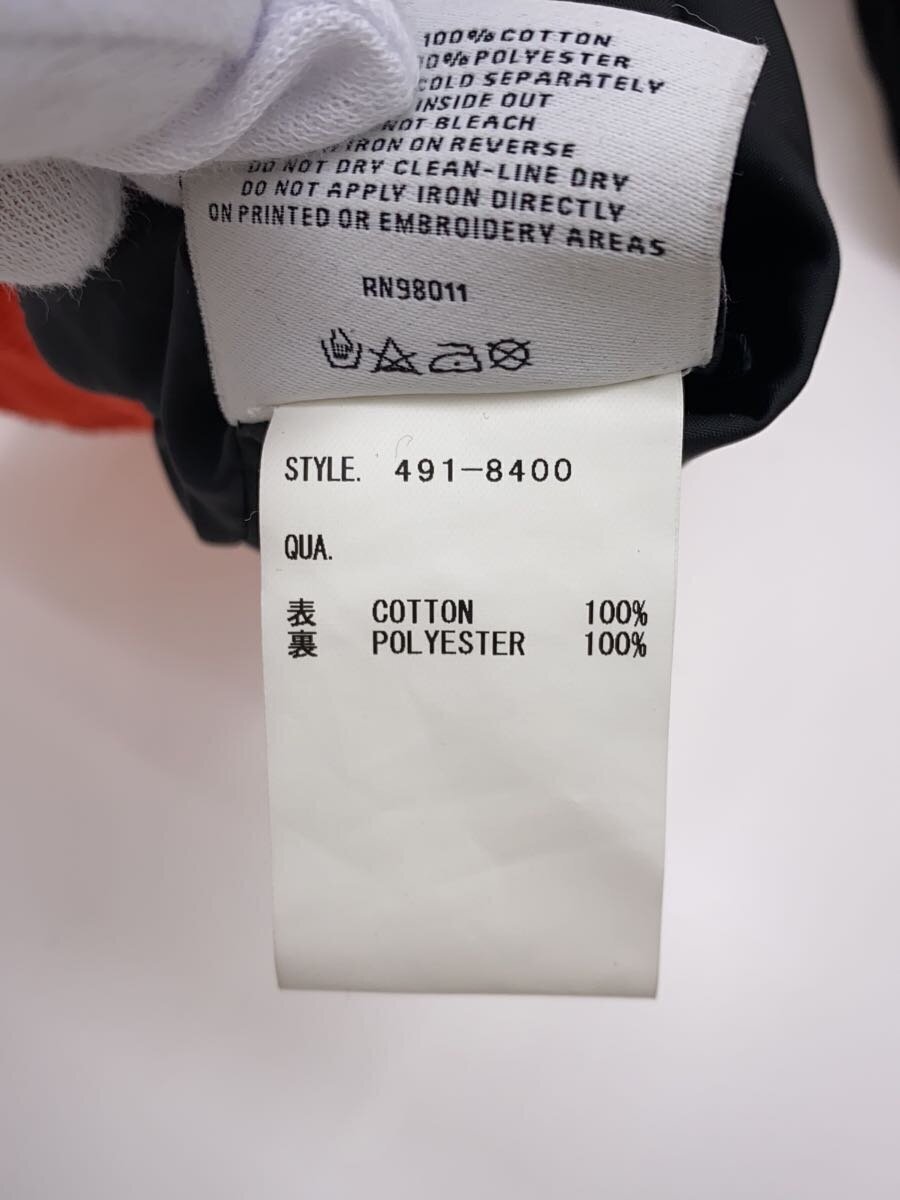 100% COTTON
POLYESTER
COLD SEPARATELY
INSIDE OUT
NOT BLEACH
IRON ON REVERSE
DO NOT DRY CLEAN-LINE DRY
DO NOT APPLY IRON DIRECTLY
ON PRINTED OR EMBROIDERY AREAS
RN98011
STYLE. 491-8400
QUA.
表 COTTON 100%
裏 POLYESTER 100%